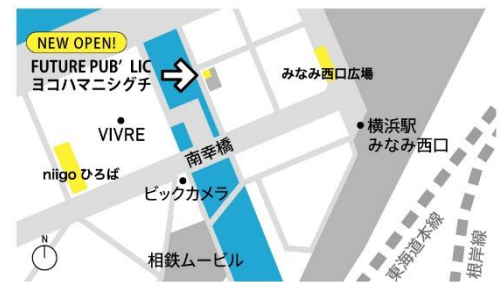 NEW OPEN!
FUTURE PUB’ LIC
ヨコハマニシグチ
みなみ西口広場
VIVRE
横浜駅
みなみ西口
南幸橋
niigo ひろば
ビックカメラ
東海道本線
根岸線
N
相鉄ムービル